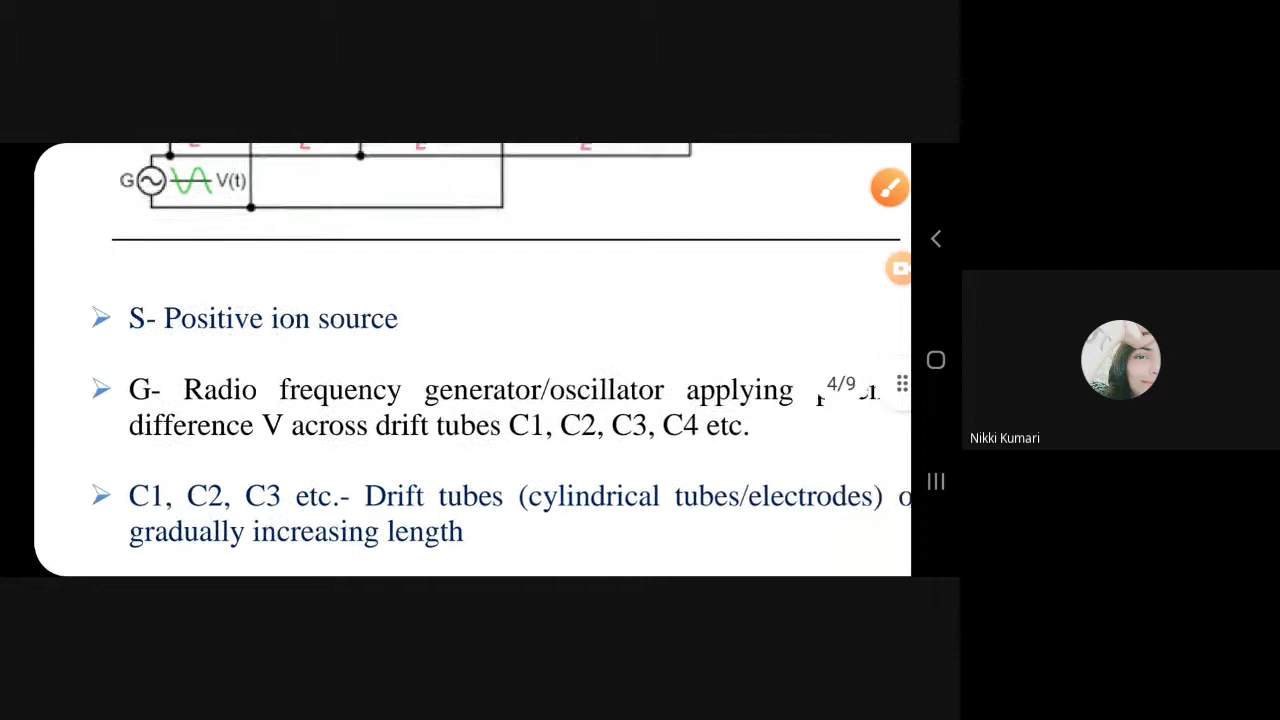 G V(t)
S- Positive ion source
G- Radio frequency generator/oscillator applying
4/9
difference V across drift tubes C1, C2, C3, C4 etc.
C1, C2, C3 etc.- Drift tubes (cylindrical tubes/electrodes)
gradually increasing length
Nikki Kumari